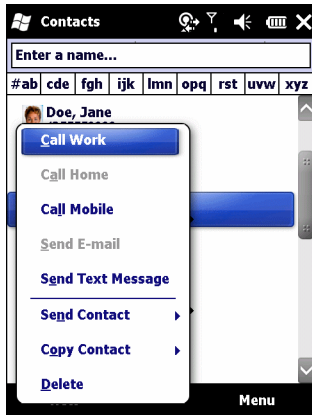 Contacts
Enter a name...
#ab cde fgh ijk lmn opq rst uvw xyz
Doe, Jane
Call Work
Call Home
Call Mobile
Send E-mail
Send Text Message
Send Contact
Copy Contact
Delete
Menu